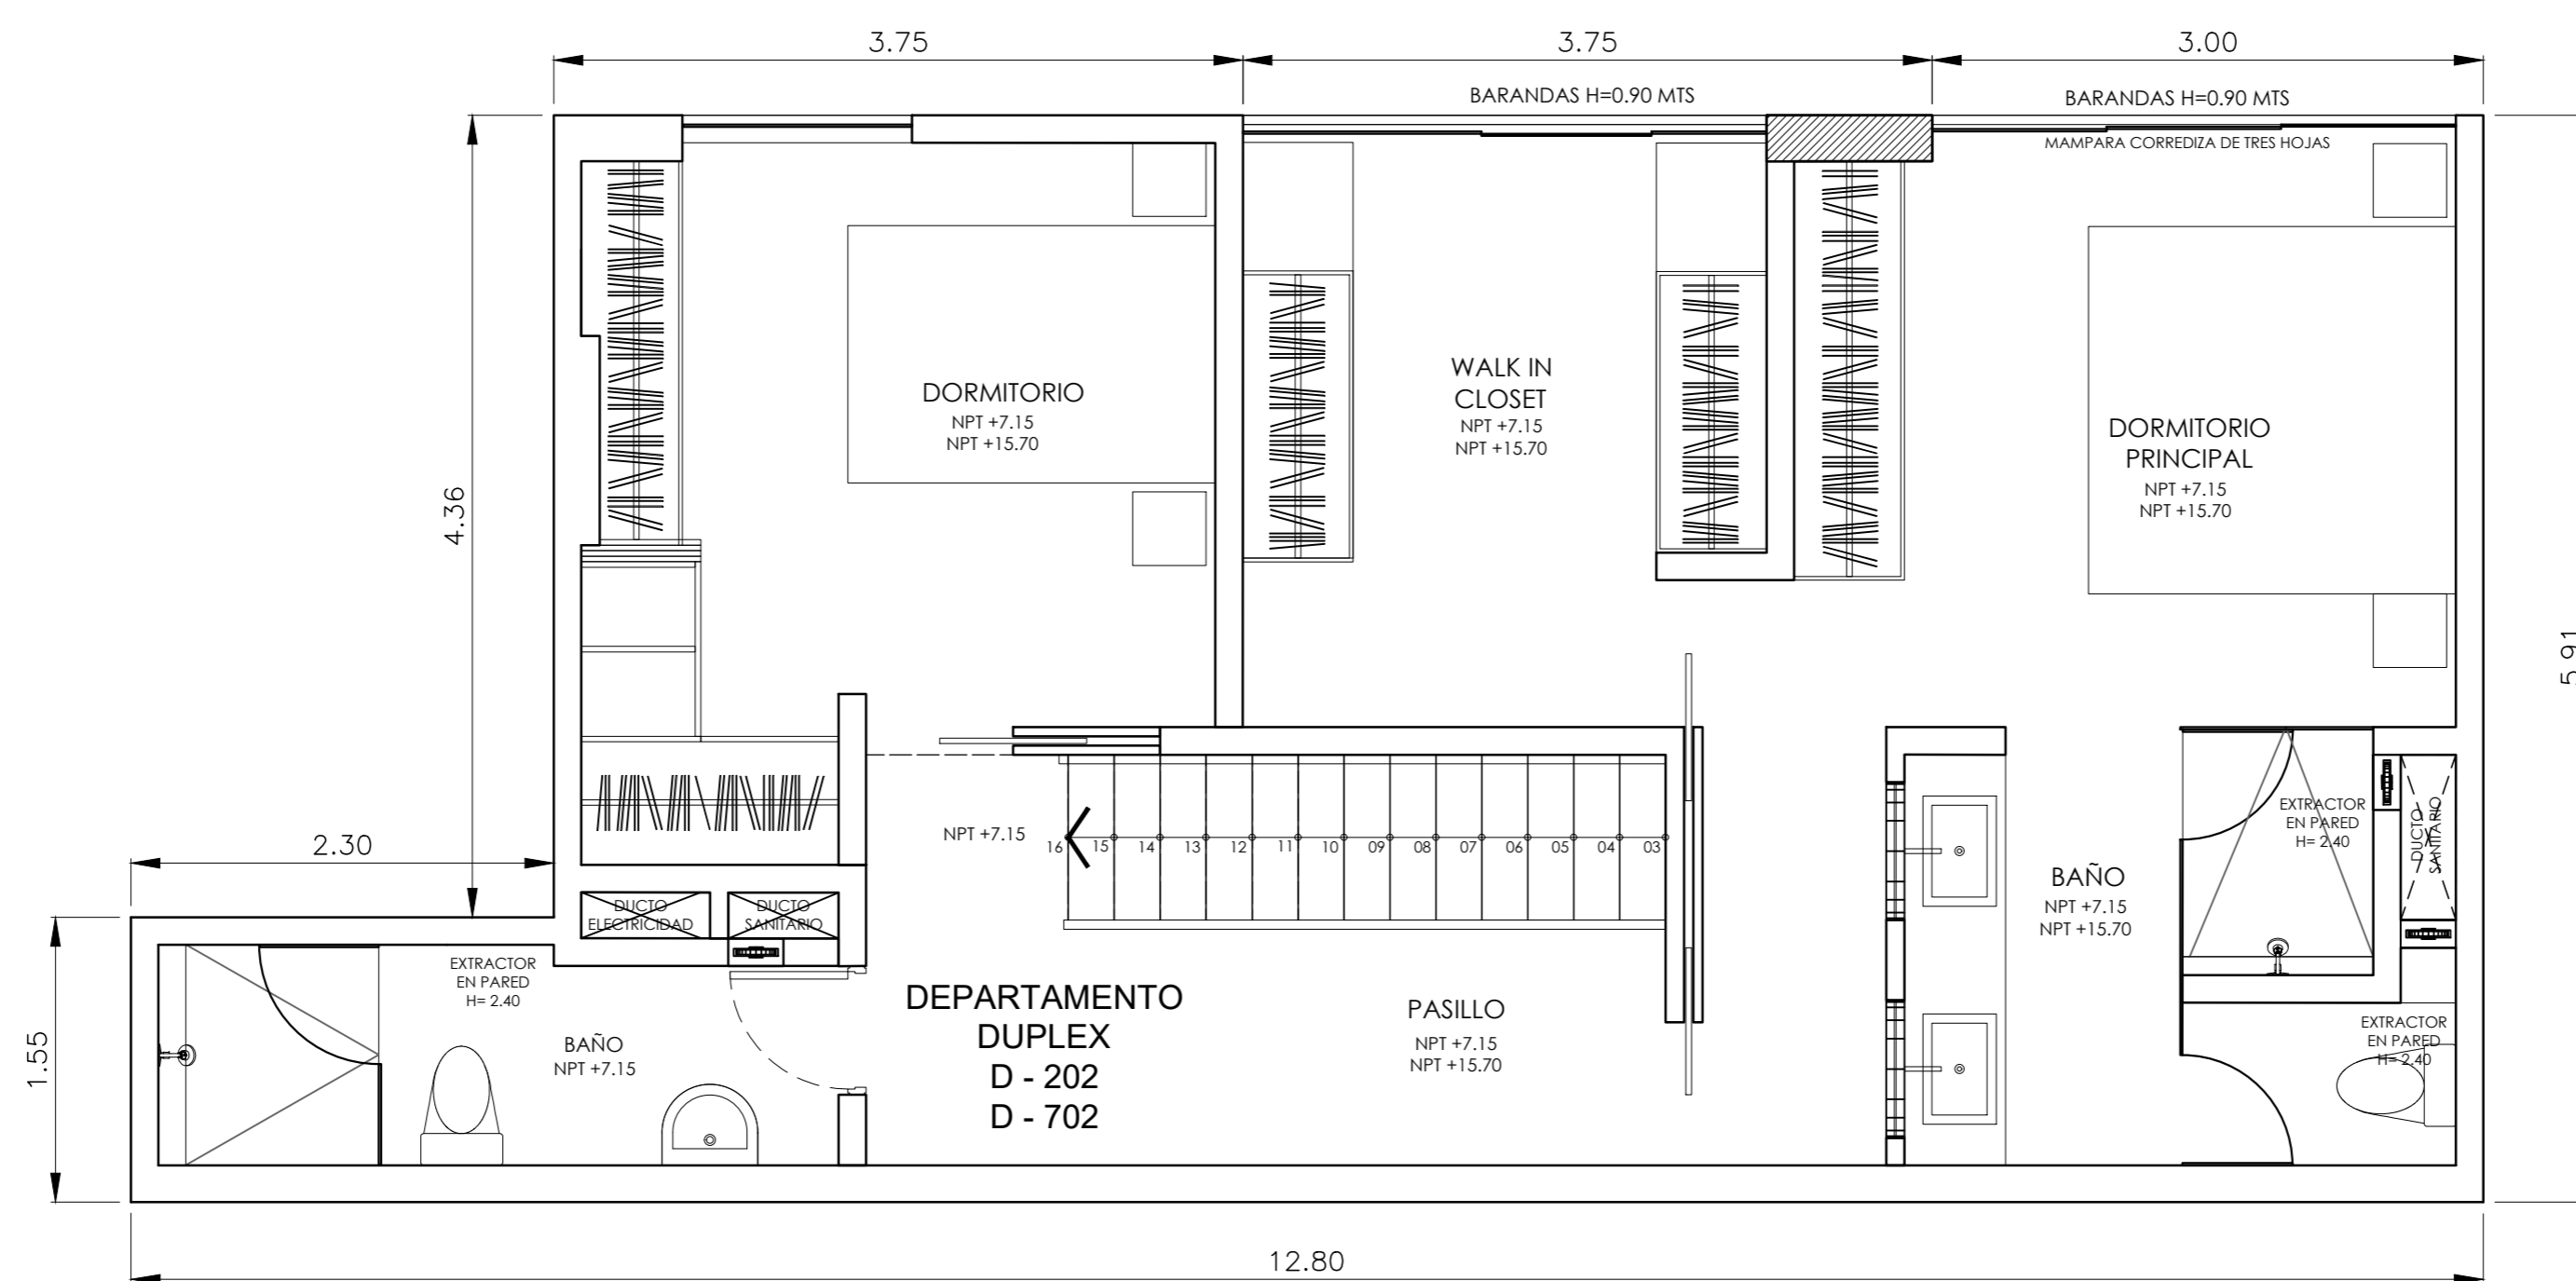 3.75
3.75
3.00
BARANDAS H=0.90 MTS
BARANDAS H=0.90 MTS
MAMPARA CORREDIZA DE TRES HOJAS
4.36
DORMITORIO
NPT +7.15
NPT +15.70
WALK IN
CLOSET
NPT +7.15
NPT +15.70
DORMITORIO
PRINCIPAL
NPT +7.15
NPT +15.70
5.91
2.30
NPT +7.15
16
15
14
13
12
11
10
09
08
07
06
05
04
03
EXTRACTOR
EN PARED
H= 2.40
DUCTO
SANITARIO
BAÑO
NPT +7.15
NPT +15.70
DUCTO
ELECTRICIDAD
DUCTO
SANITARIO
EXTRACTOR
EN PARED
H= 2.40
BAÑO
NPT +7.15
1.55
DEPARTAMENTO
DUPLEX
D - 202
D - 702
PASILLO
NPT +7.15
NPT +15.70
EXTRACTOR
EN PARED
H= 2.40
12.80